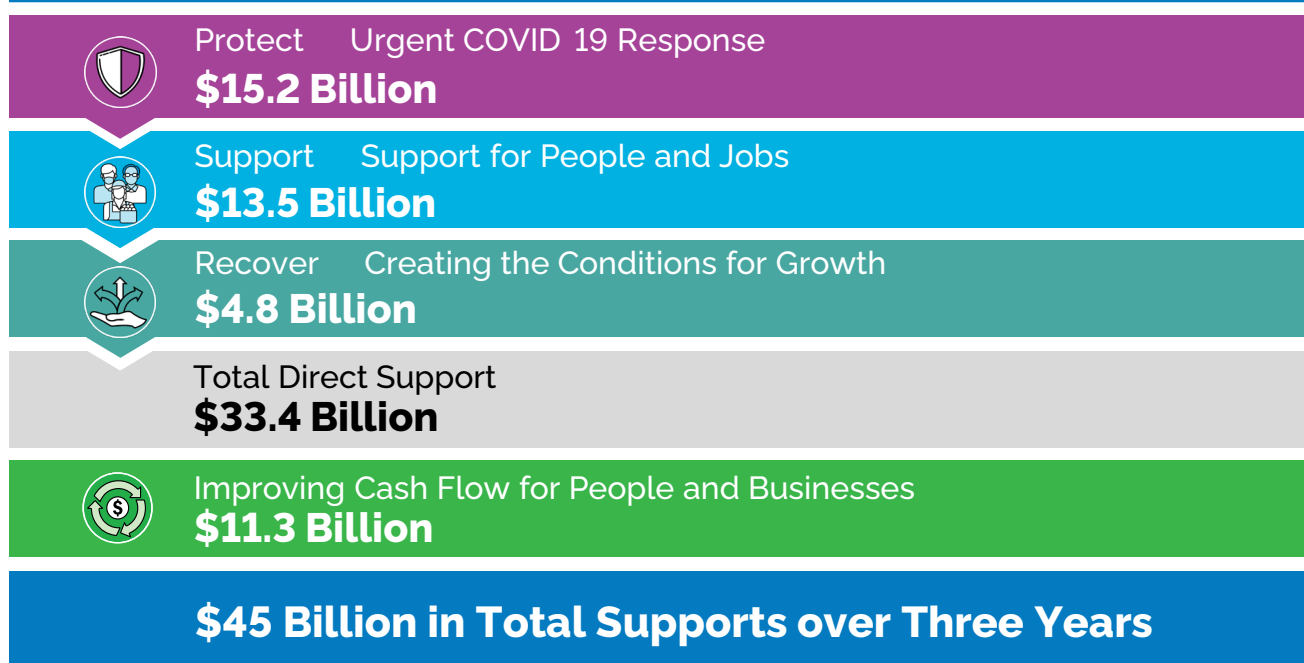 Protect Urgent COVID 19 Response
$15.2 Billion
Support Support for People and Jobs
$13.5 Billion
Recover Creating the Conditions for Growth
$4.8 Billion
Total Direct Support
$33.4 Billion
$
Improving Cash Flow for People and Businesses
$11.3 Billion
$45 Billion in Total Supports over Three Years